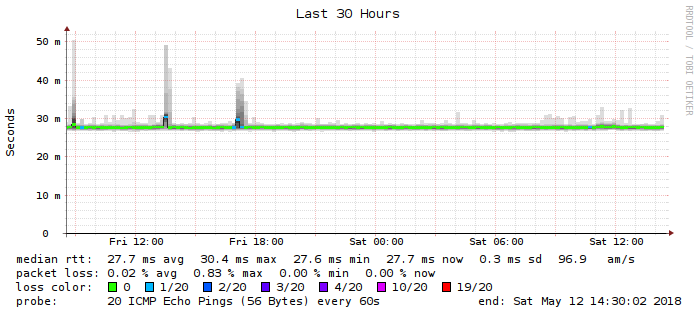 Last 30 Hours
RRDTOOL / TOBI OETIKER
Seconds
50 m
40 m
30 m
20 m
10 m
0
Fri 12:00 Fri 18:00 Sat 00:00 Sat 06:00 Sat 12:00
median rtt: 27.7 ms avg 30.4 ms max 27.6 ms min 27.7 ms now 0.3 ms sd 96.9 am/s
packet loss: 0.02 % avg 0.83 % max 0.00 % min 0.00 % now
loss color: 0 1/20 2/20 3/20 4/20 10/20 19/20
probe: 20 ICMP Echo Pings (56 Bytes) every 60s end: Sat May 12 14:30:02 2018